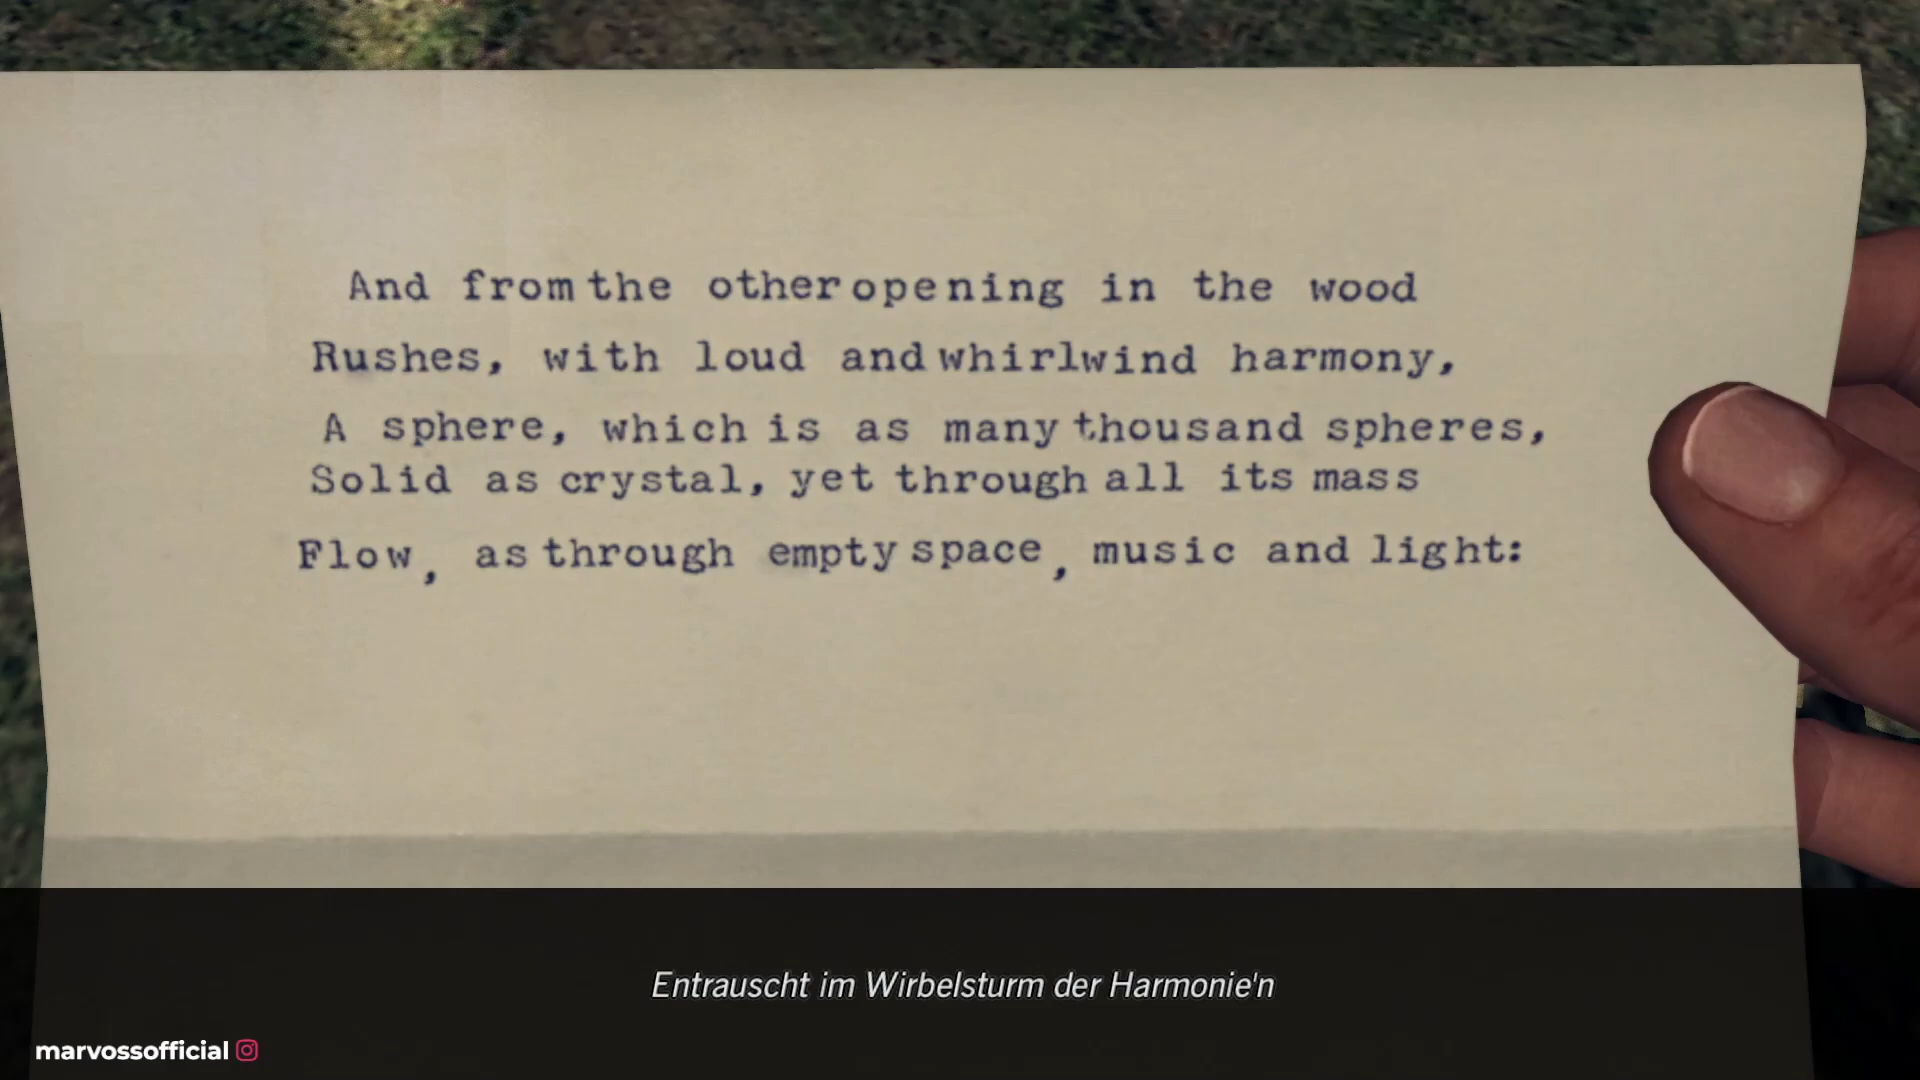 And from the other opening in the wood
Rushes, with loud and whirlwind harmony,
A sphere, which is as many thousand spheres,
Solid as crystal, yet through all its mass
Flow, as through empty space, music and light:
Entrauscht im Wirbelsturm der Harmonie'n
marvossofficial